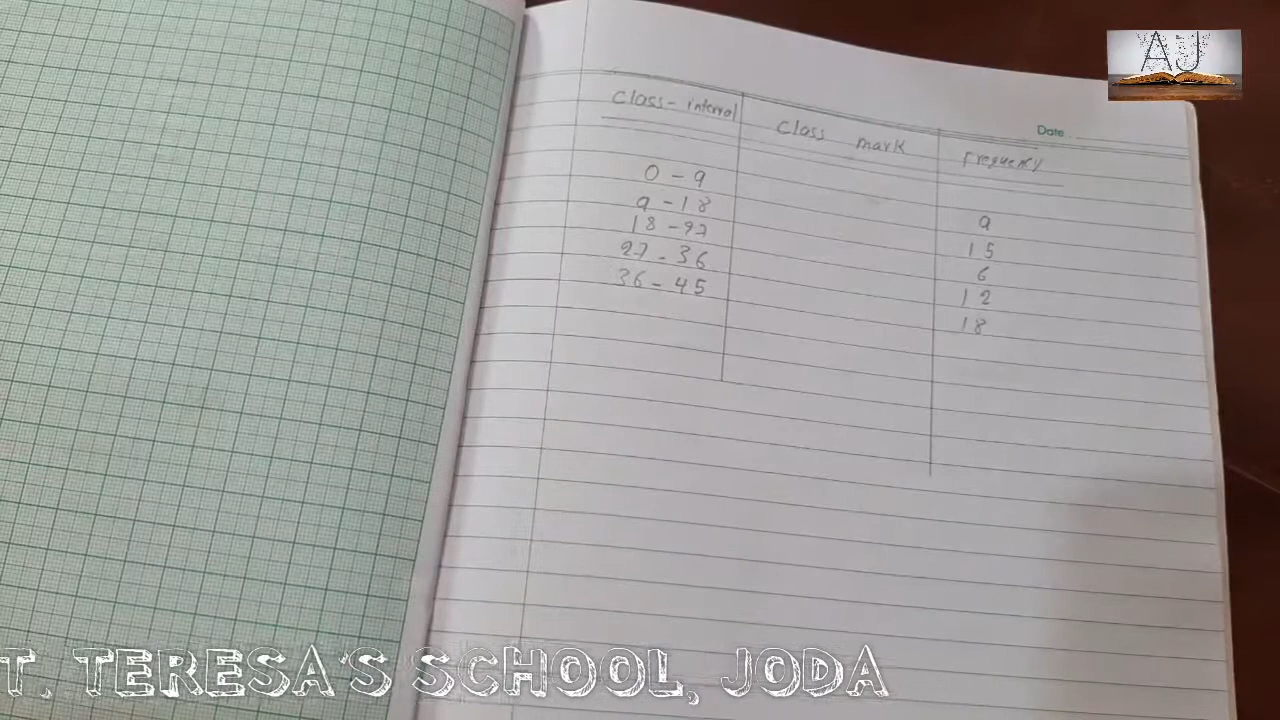 AJ
Date
Class-interval Class mark Frequency
0-9 9
9-18 15
18-27 6
27-36 12
36-45 18
T. TERESA'S SCHOOL, JODA